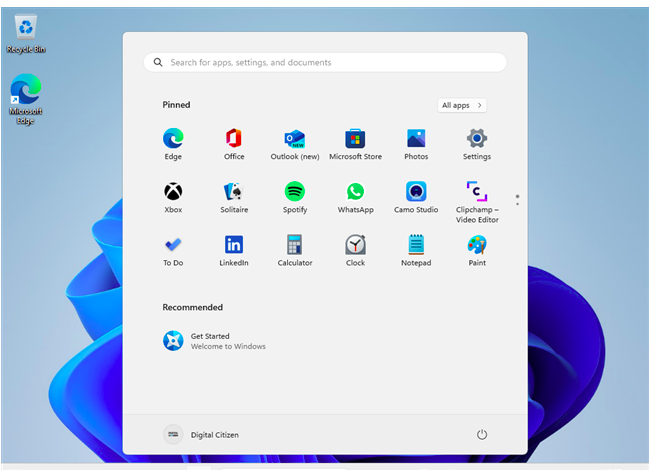 Recycle Bin
Microsoft
Edge
Search for apps, settings, and documents
Pinned
All apps
Edge
Office
Outlook (new)
Microsoft Store
Photos
Settings
Xbox
Solitaire
Spotify
WhatsApp
Camo Studio
Clipchamp –
Video Editor
To Do
LinkedIn
Calculator
Clock
Notepad
Paint
Recommended
Get Started
Welcome to Windows
Digital Citizen